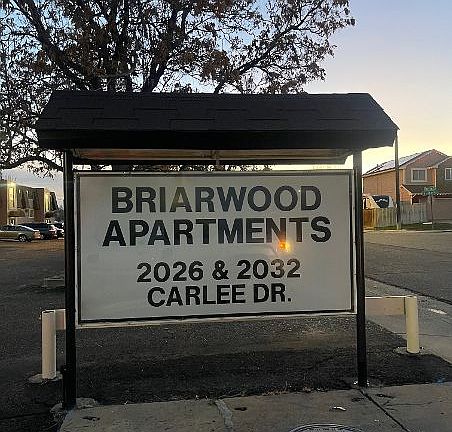 BRIARWOOD
APARTMENTS
2026 & 2032
CARLEE DR.